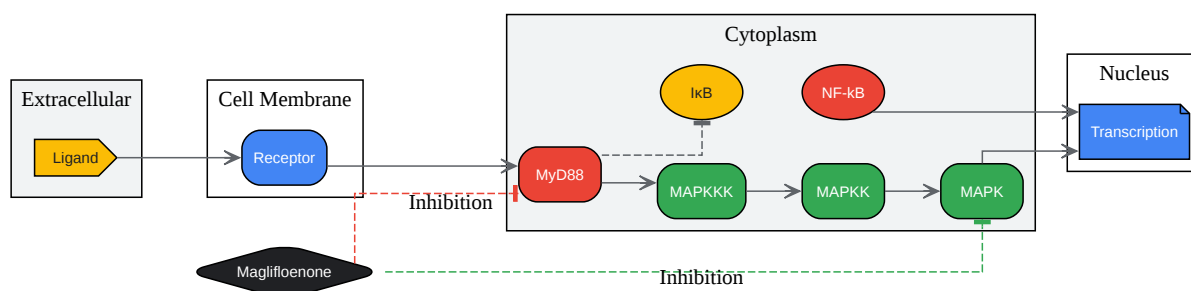 Cytoplasm
Extracellular
Cell Membrane
Nucleus
Ligand
Receptor
IκB
NF-kB
Transcription
MyD88
MAPKKK
MAPKK
MAPK
Inhibition
Maglifloenone
Inhibition